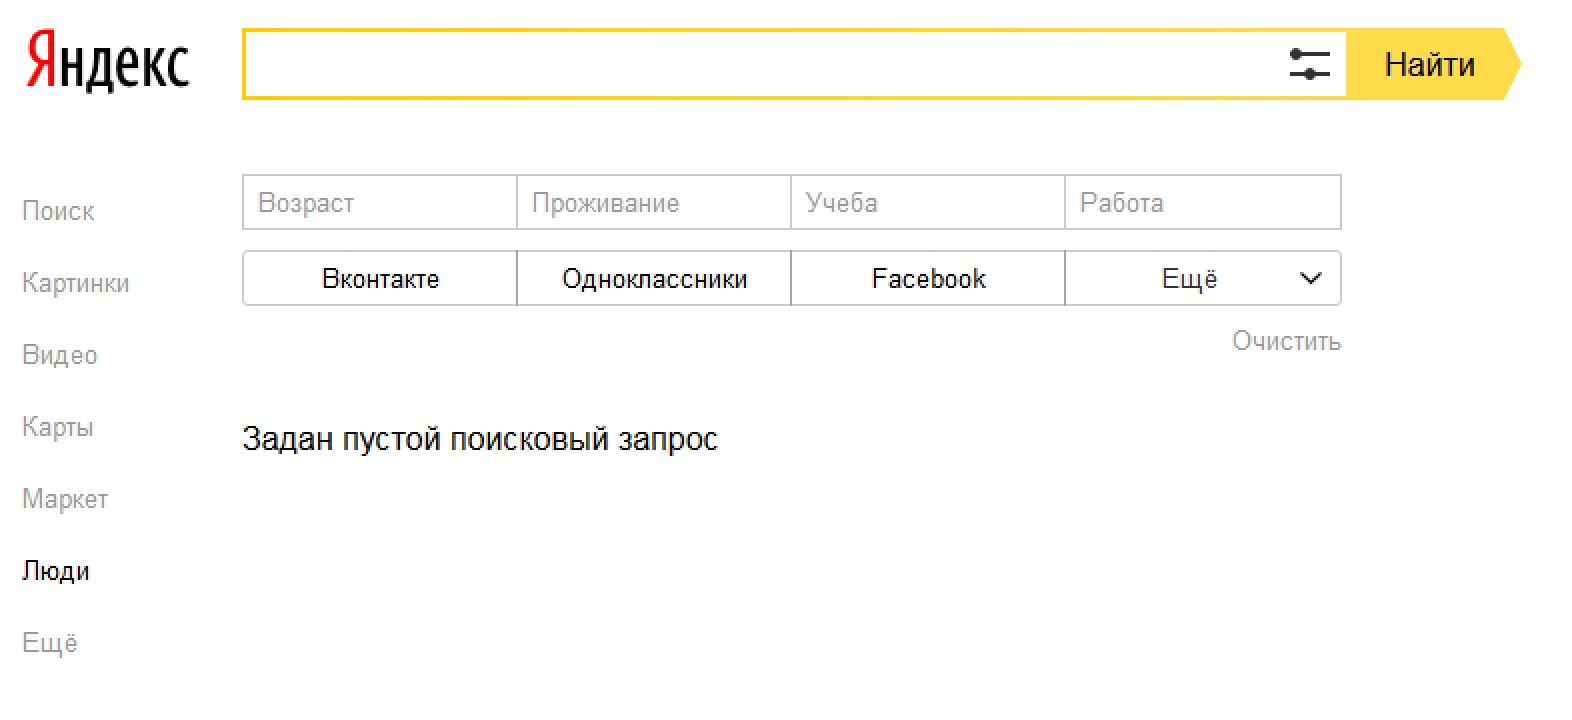 Яндекс
Найти
Поиск
Картинки
Видео
Карты
Маркет
Люди
Ещё
Возраст Проживание Учеба Работа
Вконтакте Одноклассники Facebook Ещё
Очистить
Задан пустой поисковый запрос